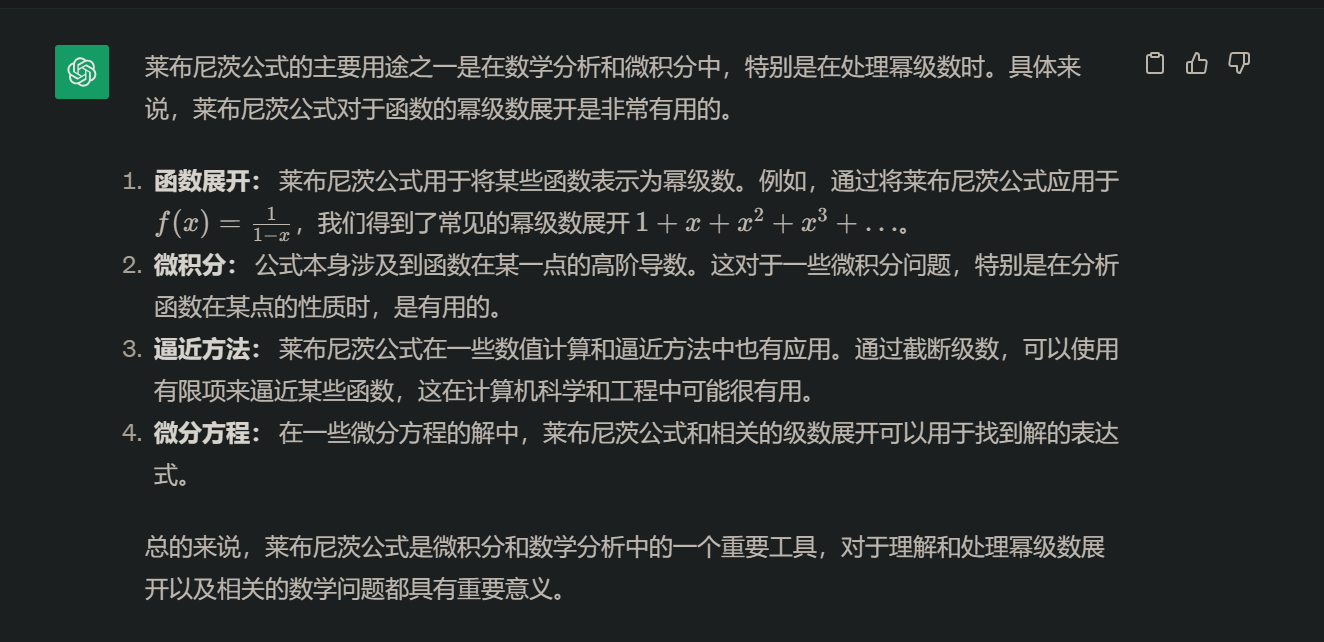 莱布尼茨公式的主要用途之一是在数学分析和微积分中，特别是在处理幂级数时。具体来
说，莱布尼茨公式对于函数的幂级数展开是非常有用的。
1. 函数展开： 莱布尼茨公式用于将某些函数表示为幂级数。例如，通过将莱布尼茨公式应用于
f(x) = 1/(1−x)，我们得到了常见的幂级数展开 1 + x + x² + x³ + …。
2. 微积分： 公式本身涉及到函数在某一点的高阶导数。这对于一些微积分问题，特别是在分析
函数在某点的性质时，是有用的。
3. 逼近方法： 莱布尼茨公式在一些数值计算和逼近方法中也有应用。通过截断级数，可以使用
有限项来逼近某些函数，这在计算机科学和工程中可能很有用。
4. 微分方程： 在一些微分方程的解中，莱布尼茨公式和相关的级数展开可以用于找到解的表达
式。
总的来说，莱布尼茨公式是微积分和数学分析中的一个重要工具，对于理解和处理幂级数展
开以及相关的数学问题都具有重要意义。